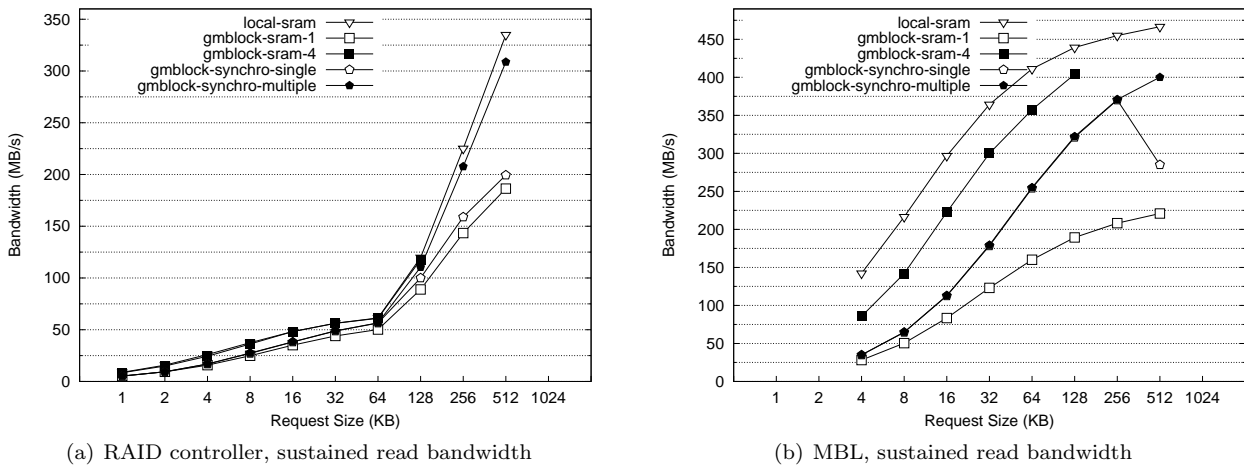 350
300
250
200
150
100
50
0
Bandwidth (MB/s)
local-sram
gmblock-sram-1
gmblock-sram-4
gmblock-synchro-single
gmblock-synchro-multiple
1 2 4 8 16 32 64 128 256 512 1024
Request Size (KB)
(a) RAID controller, sustained read bandwidth
450
400
350
300
250
200
150
100
50
0
Bandwidth (MB/s)
local-sram
gmblock-sram-1
gmblock-sram-4
gmblock-synchro-single
gmblock-synchro-multiple
1 2 4 8 16 32 64 128 256 512 1024
Request Size (KB)
(b) MBL, sustained read bandwidth